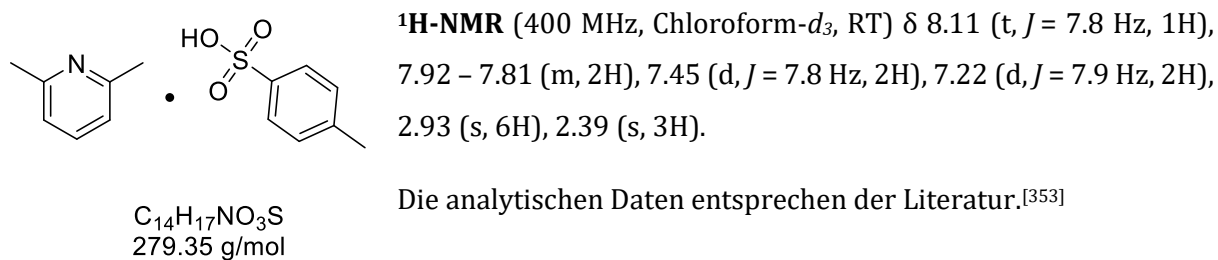 ¹H-NMR (400 MHz, Chloroform-d₃, RT) δ 8.11 (t, J = 7.8 Hz, 1H),
7.92 – 7.81 (m, 2H), 7.45 (d, J = 7.8 Hz, 2H), 7.22 (d, J = 7.9 Hz, 2H),
2.93 (s, 6H), 2.39 (s, 3H).
Die analytischen Daten entsprechen der Literatur.[353]
N
HO
O
S
O
•
C₁₄H₁₇NO₃S
279.35 g/mol